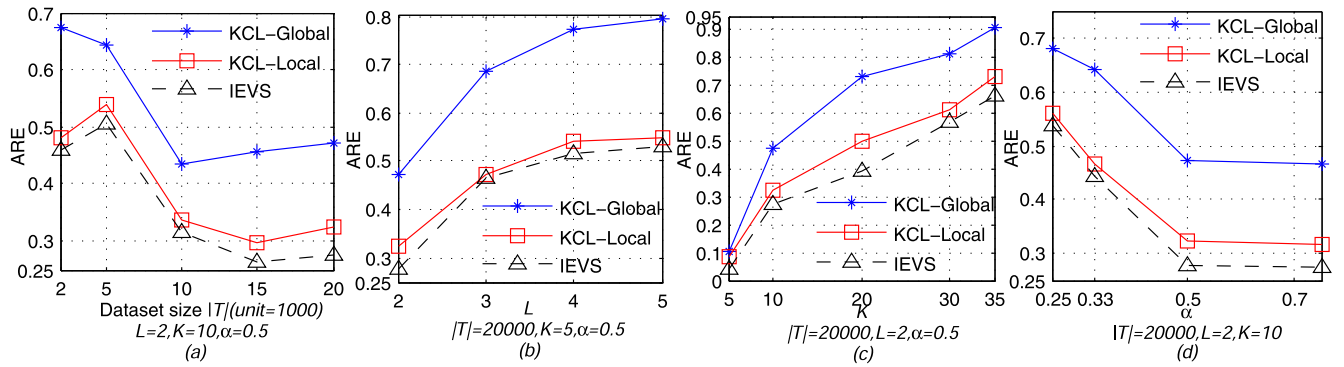 ARE
0.7
0.6
0.5
0.4
0.3
0.25
2
5
10
15
20
KCL-Global
KCL-Local
IEVS
Dataset size |T|(unit=1000)
L=2,K=10,α=0.5
(a)
ARE
0.8
0.7
0.6
0.5
0.4
0.3
0.25
2
3
4
5
KCL-Global
KCL-Local
IEVS
L
|T|=20000,K=5,α=0.5
(b)
ARE
0.95
0.9
0.8
0.7
0.6
0.5
0.4
0.3
0.2
0.1
0
5
10
20
30
35
KCL-Global
KCL-Local
IEVS
K
|T|=20000,L=2,α=0.5
(c)
ARE
0.7
0.6
0.5
0.4
0.3
0.25
0.25
0.33
0.5
0.7
KCL-Global
KCL-Local
IEVS
α
|T|=20000,L=2,K=10
(d)